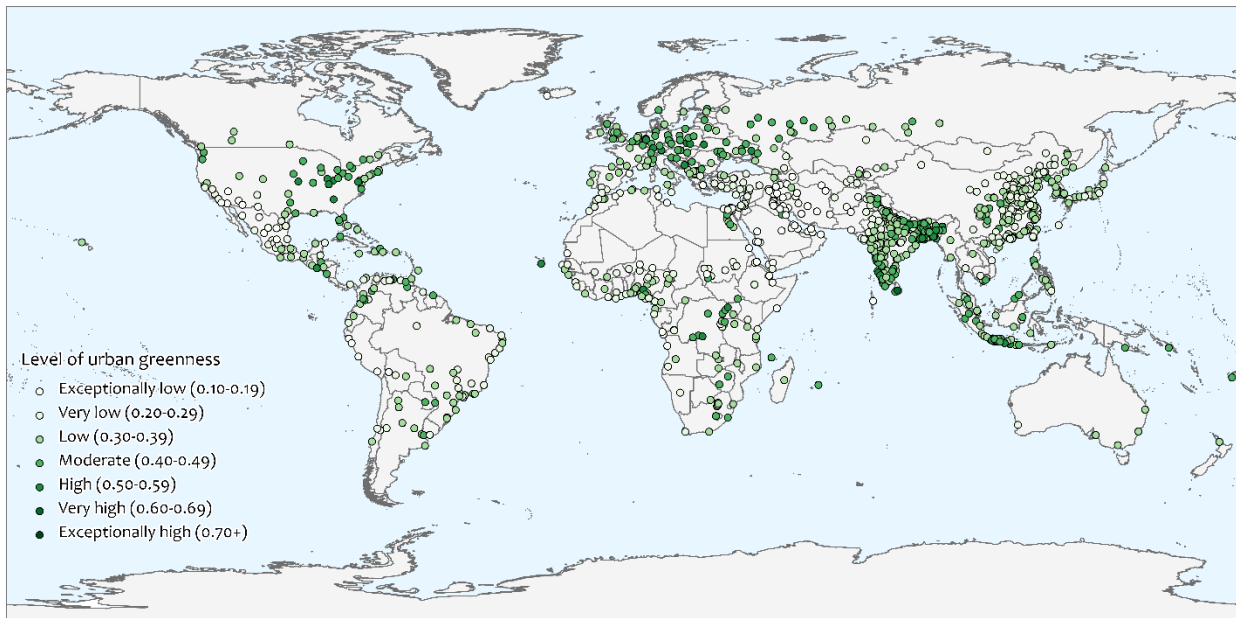 Level of urban greenness
Exceptionally low (0.10-0.19)
Very low (0.20-0.29)
Low (0.30-0.39)
Moderate (0.40-0.49)
High (0.50-0.59)
Very high (0.60-0.69)
Exceptionally high (0.70+)